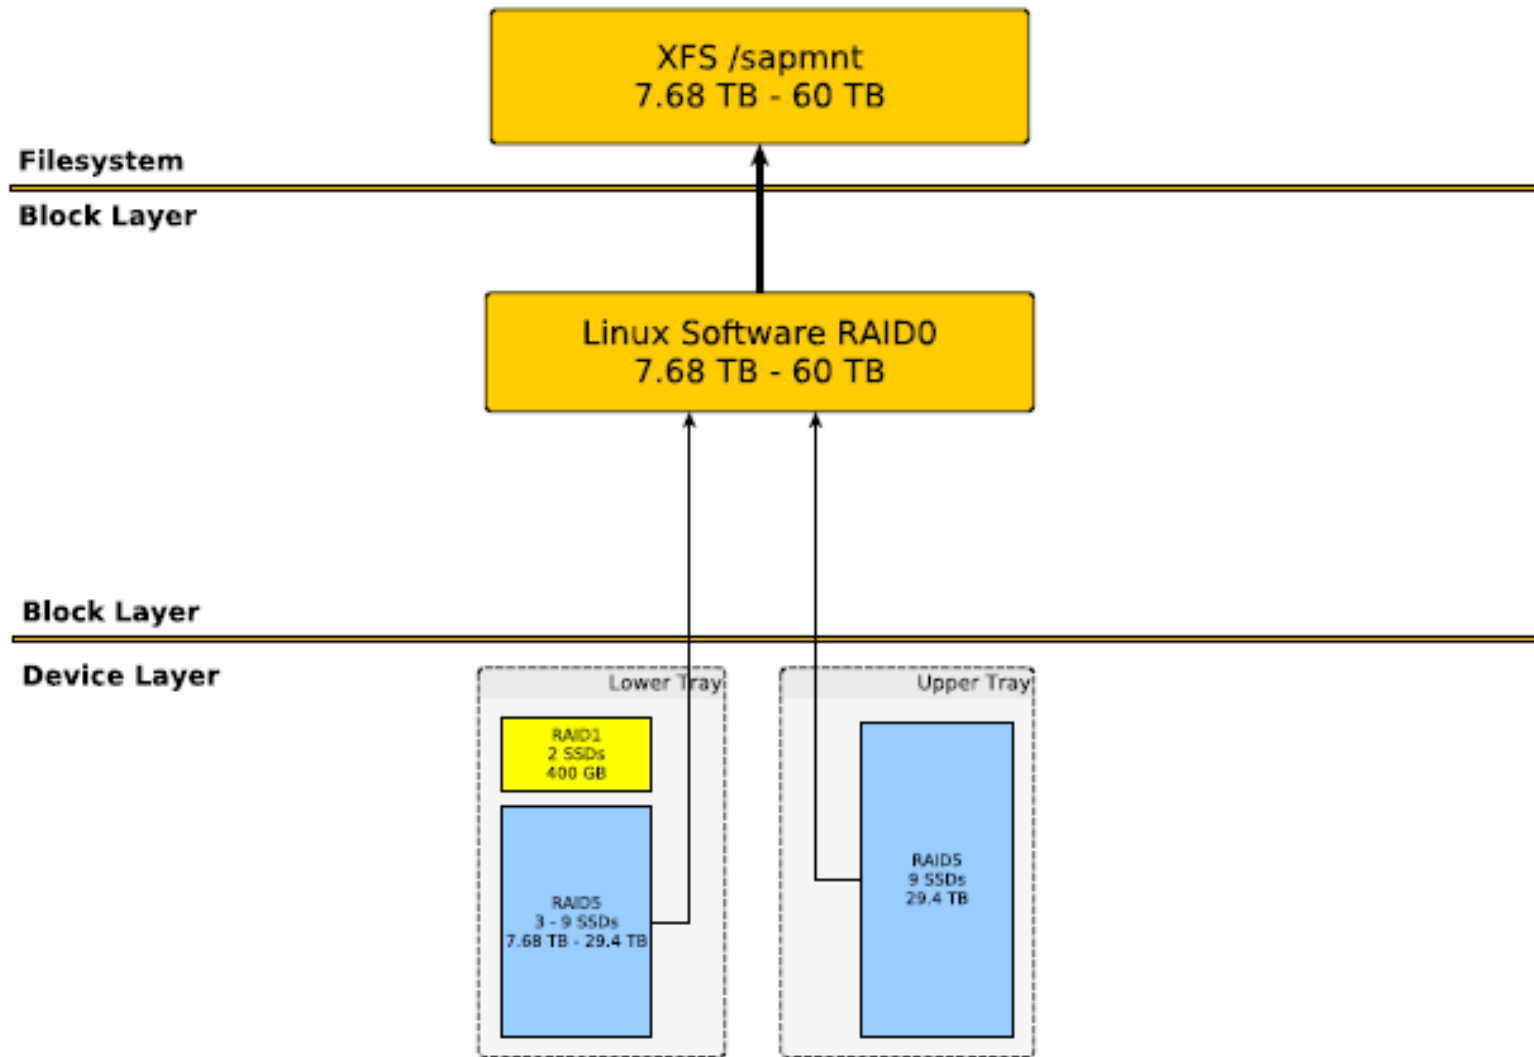 XFS /sapmnt
7.68 TB - 60 TB
Filesystem
Block Layer
Linux Software RAID0
7.68 TB - 60 TB
Block Layer
Device Layer
Lower Tray
Upper Tray
RAID1
2 SSDs
400 GB
RAID5
3 - 9 SSDs
7.68 TB - 29.4 TB
RAID5
9 SSDs
29.4 TB